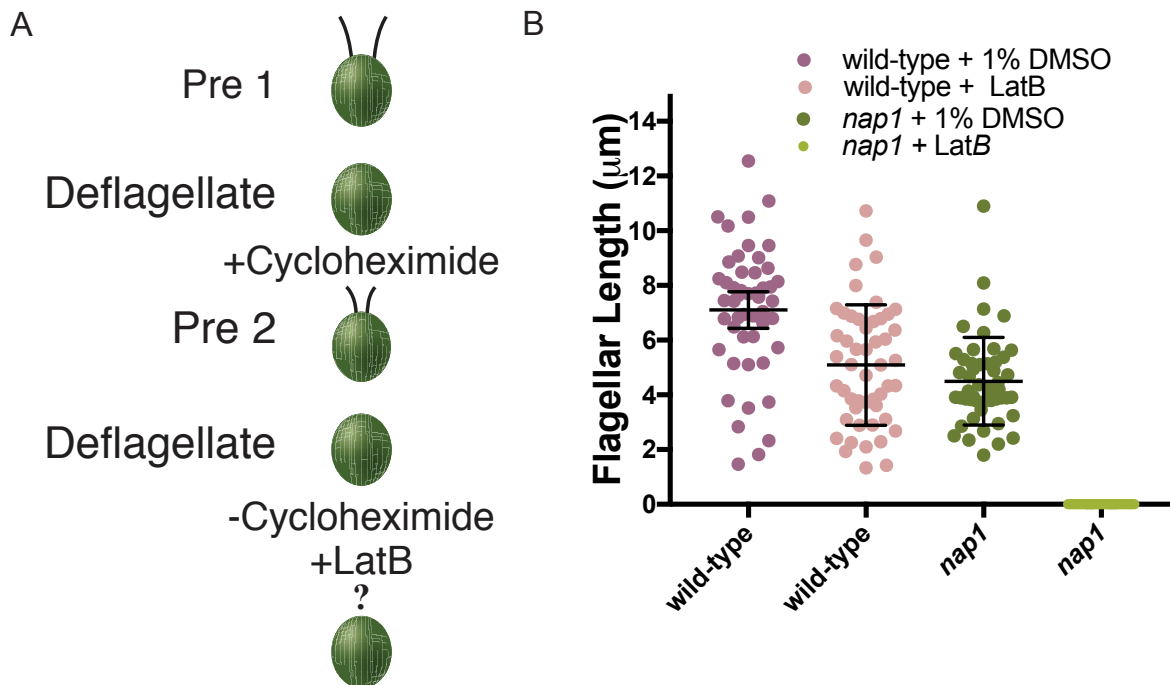 A
Pre 1
Deflagellate
+Cycloheximide
Pre 2
Deflagellate
-Cycloheximide
+LatB
?
B
wild-type + 1% DMSO
wild-type + LatB
nap1 + 1% DMSO
nap1 + LatB
Flagellar Length (μm)
14
12
10
8
6
4
2
0
wild-type
wild-type
nap1
nap1